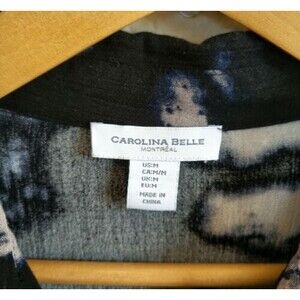 CAROLINA BELLE
MONTRÉAL
US:M
CA:M/M
UK:M
EU:M
MADE IN
CHINA